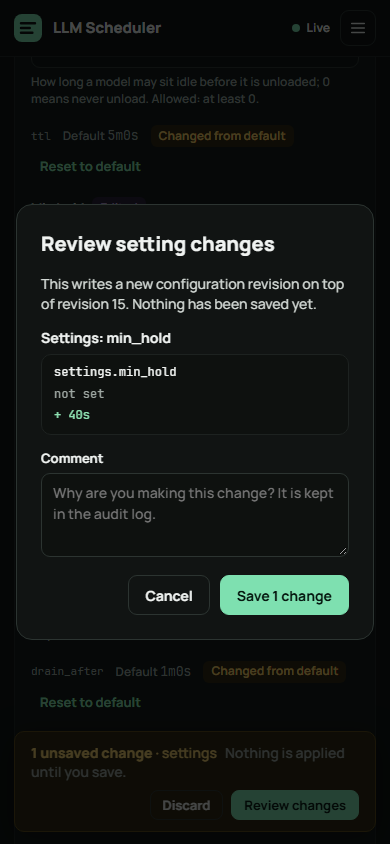 LLM Scheduler
Live
How long a model may sit idle before it is unloaded; 0
means never unload. Allowed: at least 0.
ttl Default 5m0s Changed from default
Reset to default
Review setting changes
This writes a new configuration revision on top
of revision 15. Nothing has been saved yet.
Settings: min_hold
settings.min_hold
not set
+ 40s
Comment
Why are you making this change? It is kept
in the audit log.
Cancel
Save 1 change
drain_after Default 1m0s Changed from default
Reset to default
1 unsaved change · settings Nothing is applied
until you save.
Discard
Review changes